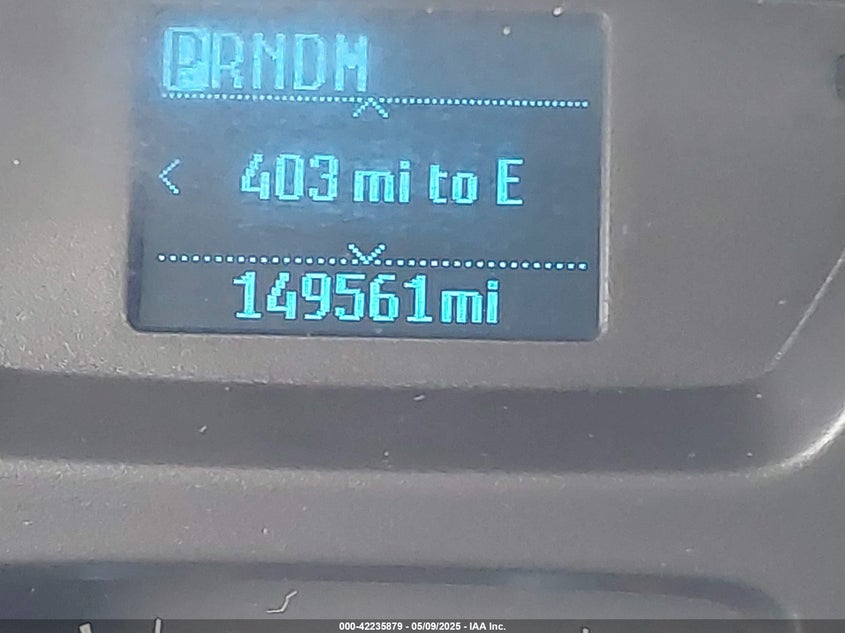 PRNDM
< 403 mi to E
149561mi
000-42235879 - 05/09/2025 - IAA Inc.